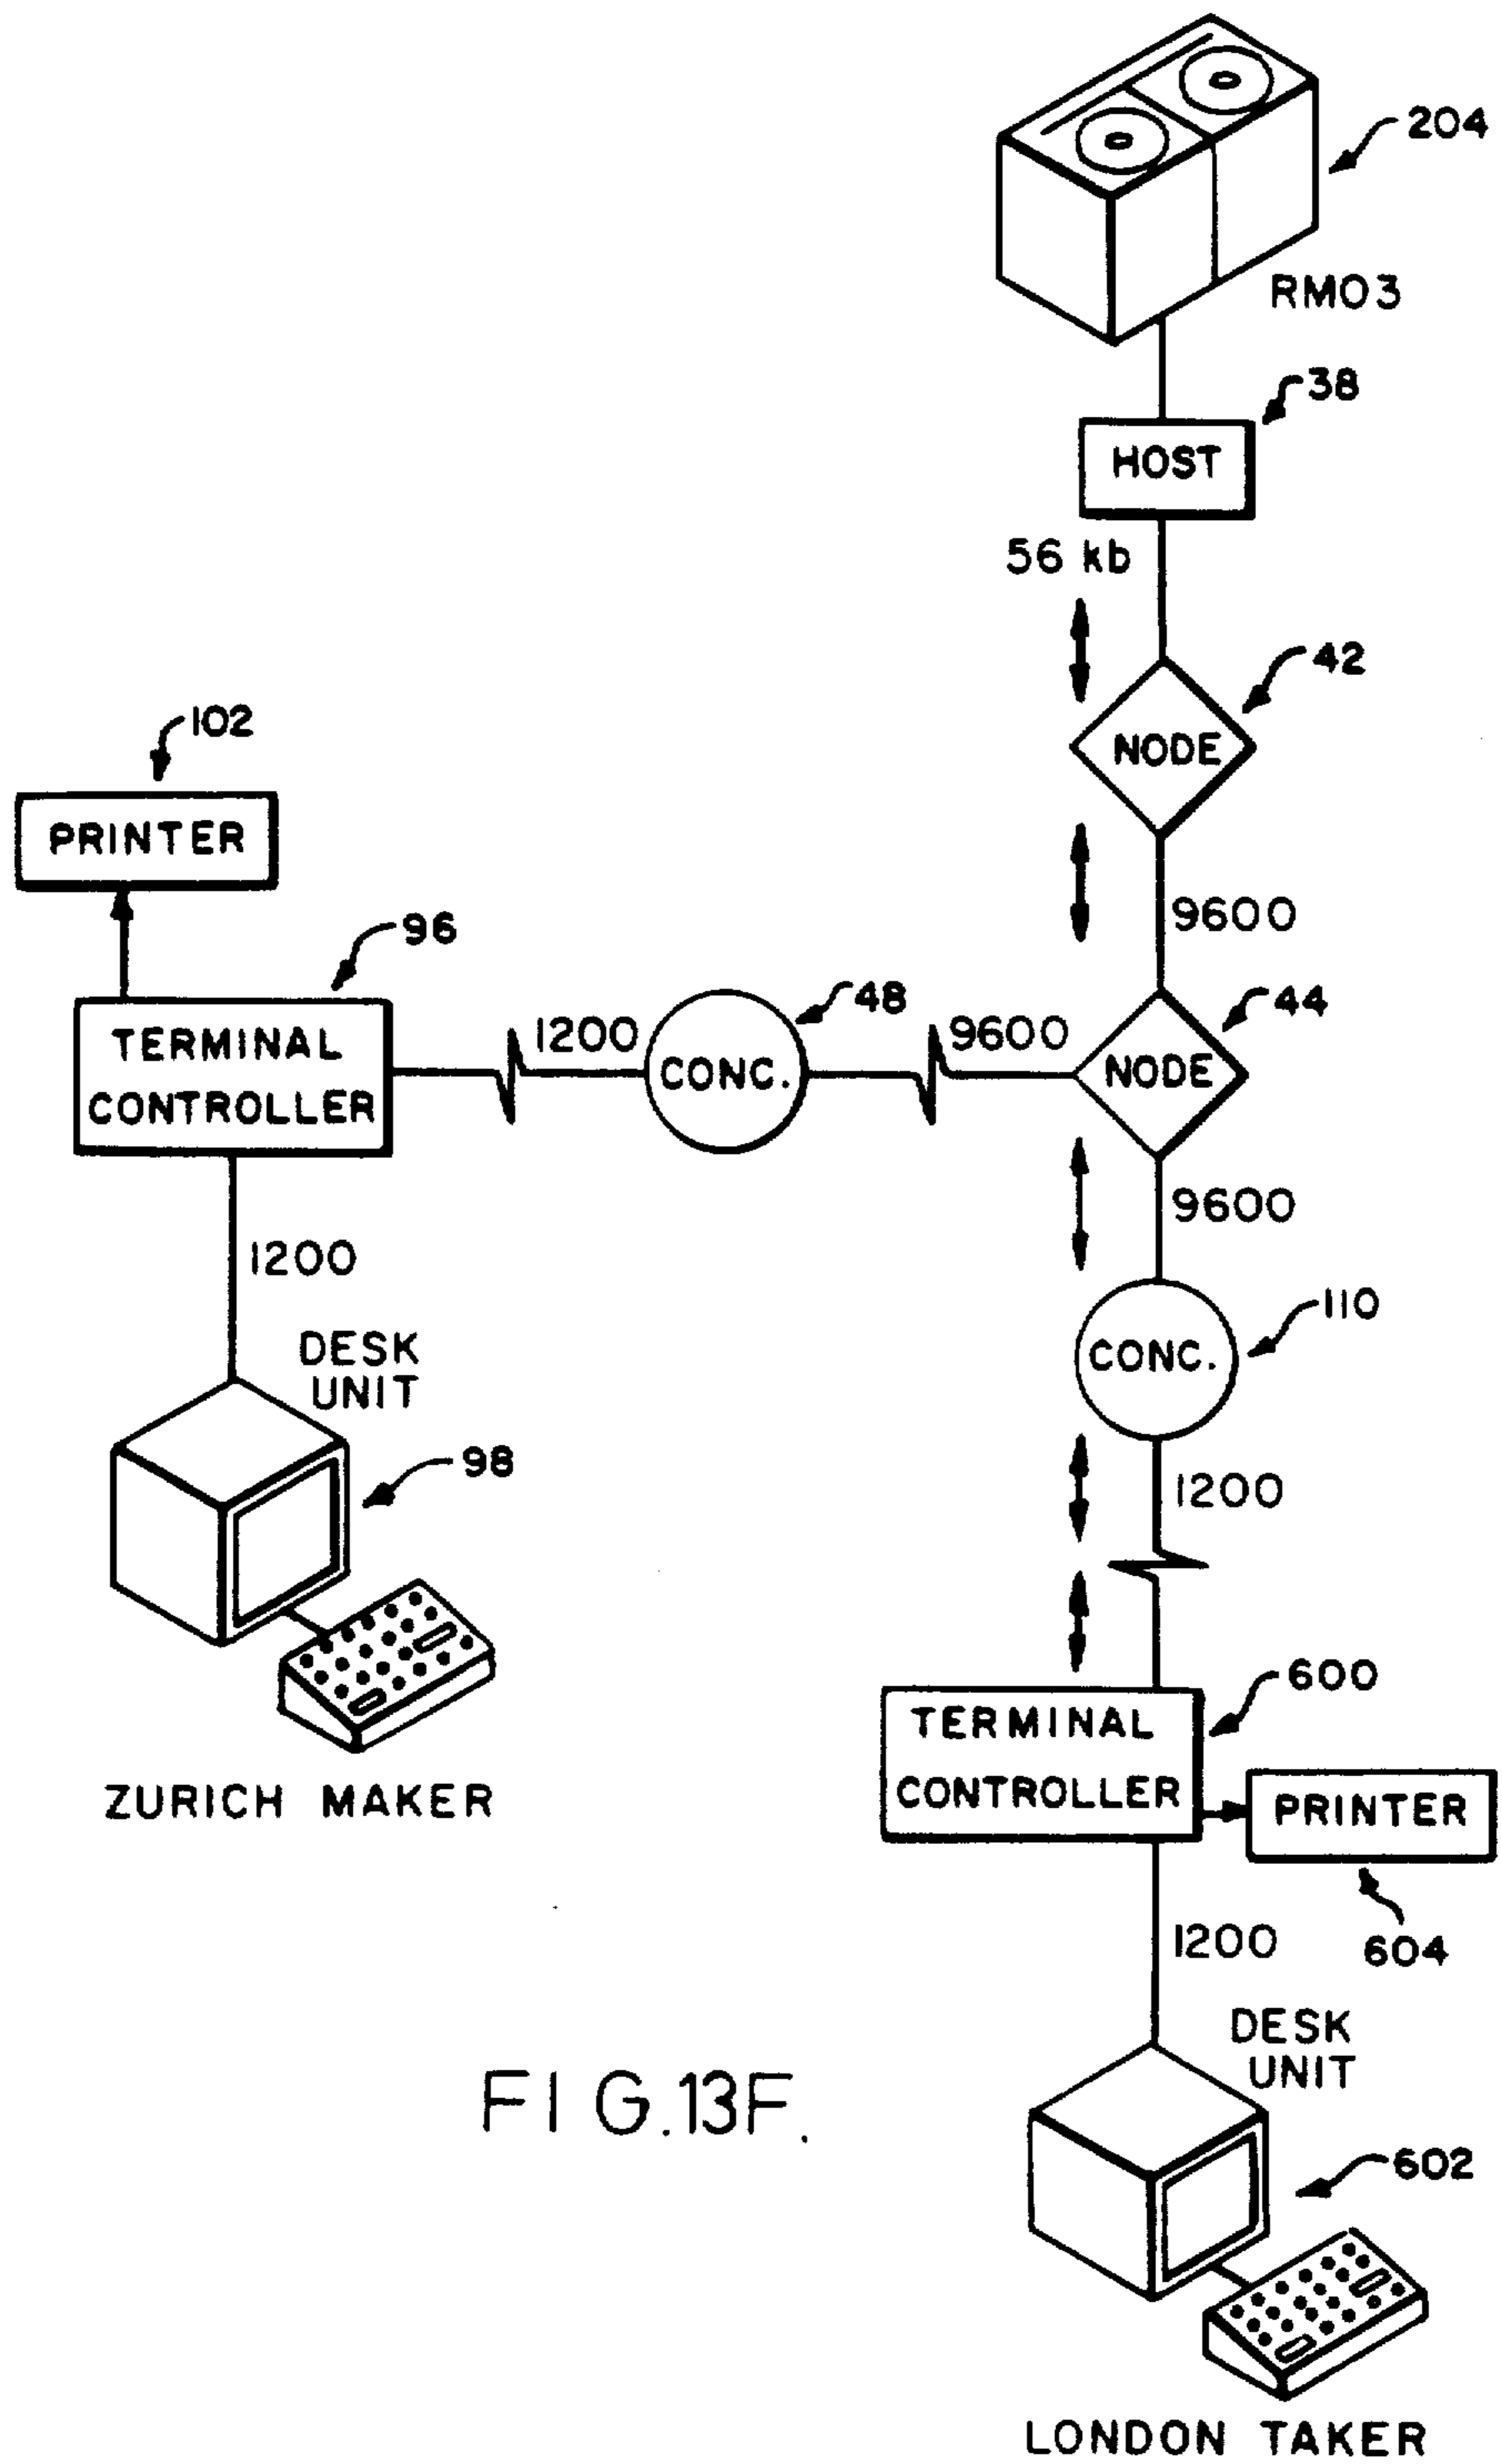 204
RM03
38
HOST
56 kb
42
NODE
102
PRINTER
9600
96
48
44
TERMINAL
CONTROLLER
1200
CONC.
9600
NODE
9600
1200
110
DESK
UNIT
CONC.
98
1200
600
TERMINAL
CONTROLLER
ZURICH MAKER
PRINTER
1200
604
DESK
UNIT
FIG.13F.
602
LONDON TAKER